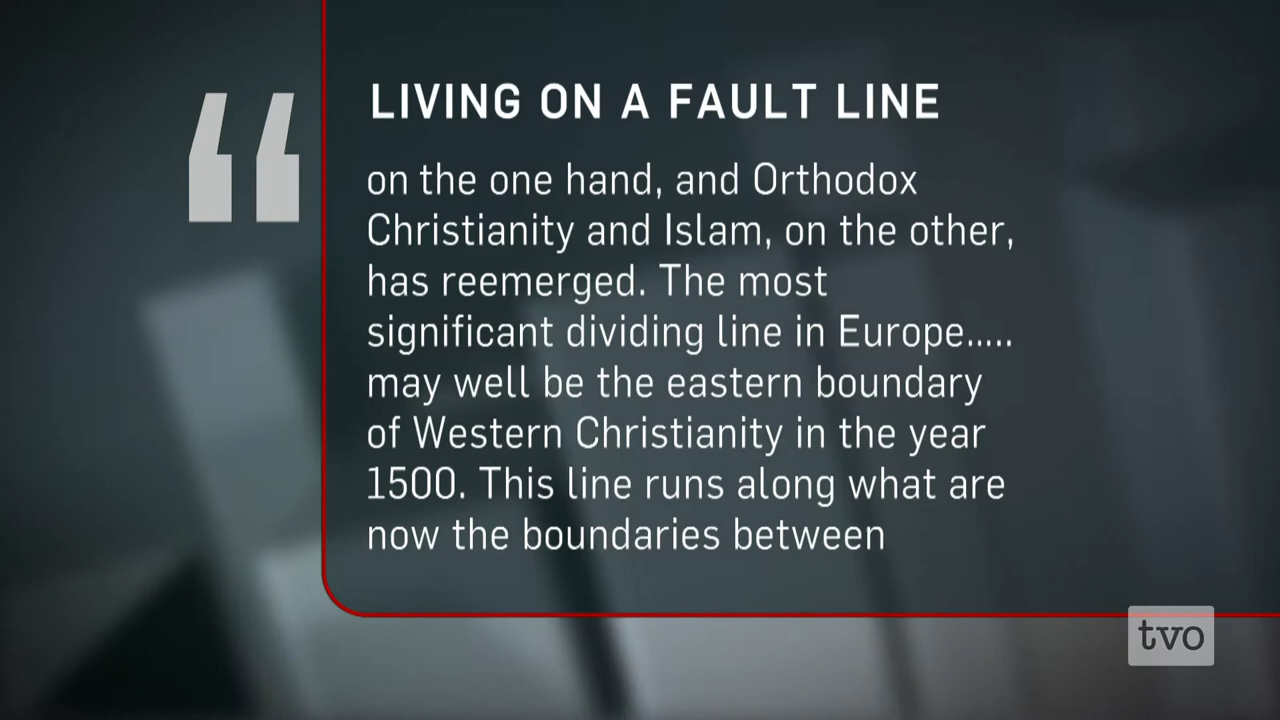 LIVING ON A FAULT LINE
on the one hand, and Orthodox
Christianity and Islam, on the other,
has reemerged. The most
significant dividing line in Europe.....
may well be the eastern boundary
of Western Christianity in the year
1500. This line runs along what are
now the boundaries between
tvo